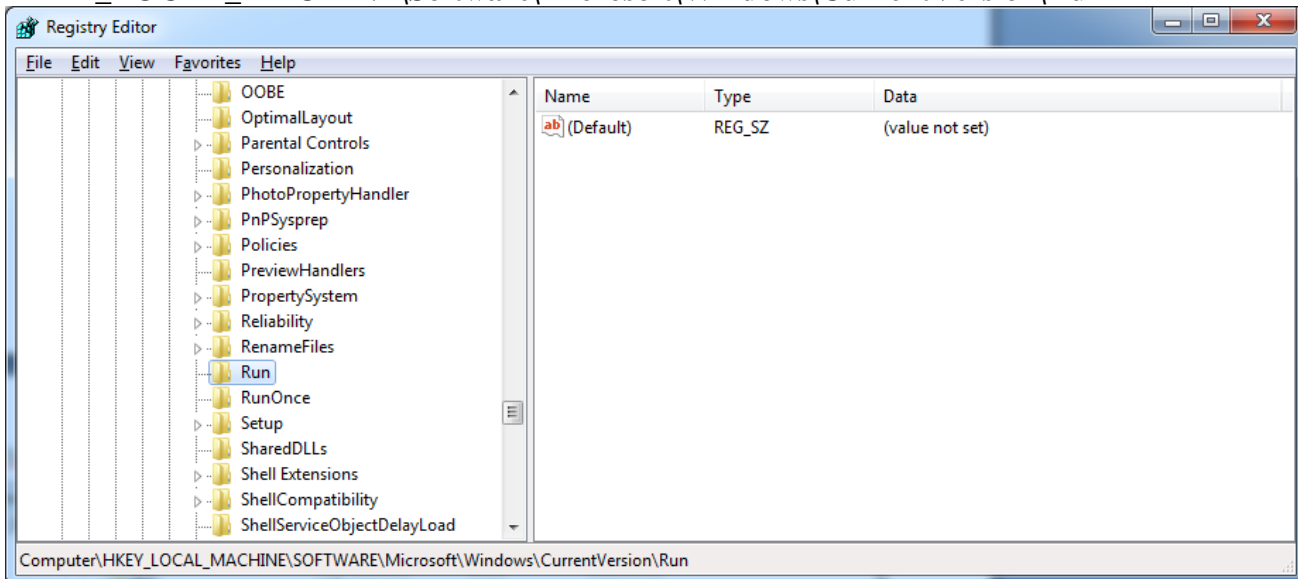 Registry Editor
File Edit View Favorites Help
OOBE
OptimalLayout
Parental Controls
Personalization
PhotoPropertyHandler
PnPSysprep
Policies
PreviewHandlers
PropertySystem
Reliability
RenameFiles
Run
RunOnce
Setup
SharedDLLs
Shell Extensions
ShellCompatibility
ShellServiceObjectDelayLoad
Name Type Data
ab (Default) REG_SZ (value not set)
Computer\HKEY_LOCAL_MACHINE\SOFTWARE\Microsoft\Windows\CurrentVersion\Run